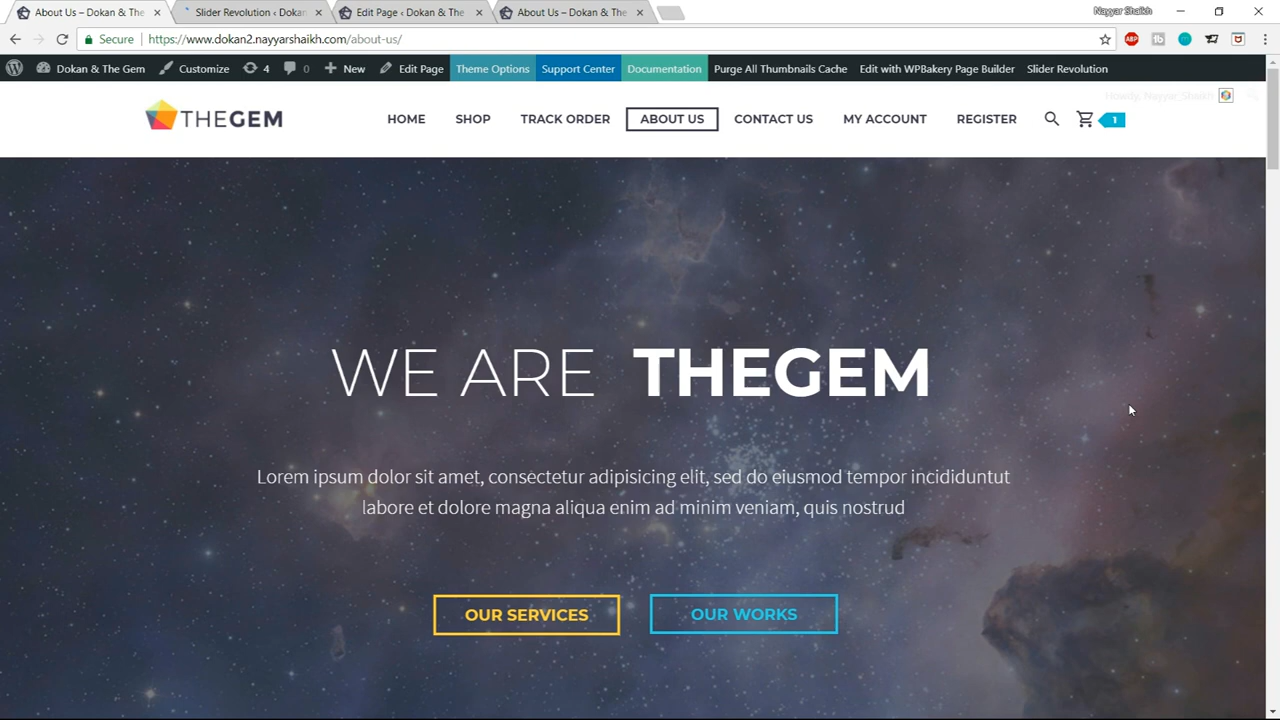 About Us – Dokan & The
Slider Revolution ‹ Dokan
Edit Page ‹ Dokan & The
About Us – Dokan & The
Nayyar Shaikh
Secure
https://www.dokan2.nayyarshaikh.com/about-us/
ABP
Dokan & The Gem
Customize
4
0
New
Edit Page
Theme Options
Support Center
Documentation
Purge All Thumbnails Cache
Edit with WPBakery Page Builder
Slider Revolution
Howdy, Nayyar_Shaikh
THEGEM
HOME
SHOP
TRACK ORDER
ABOUT US
CONTACT US
MY ACCOUNT
REGISTER
1
WE ARE THEGEM
Lorem ipsum dolor sit amet, consectetur adipisicing elit, sed do eiusmod tempor incididuntut
labore et dolore magna aliqua enim ad minim veniam, quis nostrud
OUR SERVICES
OUR WORKS